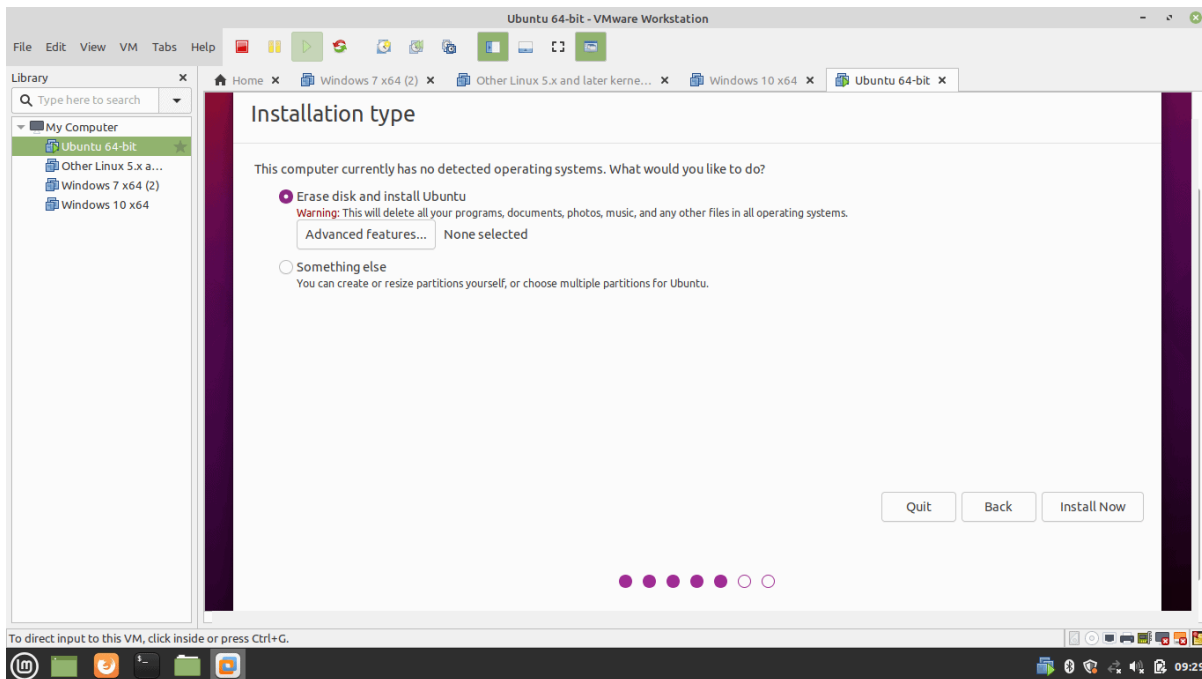 Ubuntu 64-bit - VMware Workstation
File Edit View VM Tabs Help
Library
Home Windows 7 x64 (2) Other Linux 5.x and later kerne... Windows 10 x64 Ubuntu 64-bit
Type here to search
My Computer
Ubuntu 64-bit
Other Linux 5.x a...
Windows 7 x64 (2)
Windows 10 x64
Installation type
This computer currently has no detected operating systems. What would you like to do?
Erase disk and install Ubuntu
Warning: This will delete all your programs, documents, photos, music, and any other files in all operating systems.
Advanced features... None selected
Something else
You can create or resize partitions yourself, or choose multiple partitions for Ubuntu.
Quit Back Install Now
To direct input to this VM, click inside or press Ctrl+G.
09:29